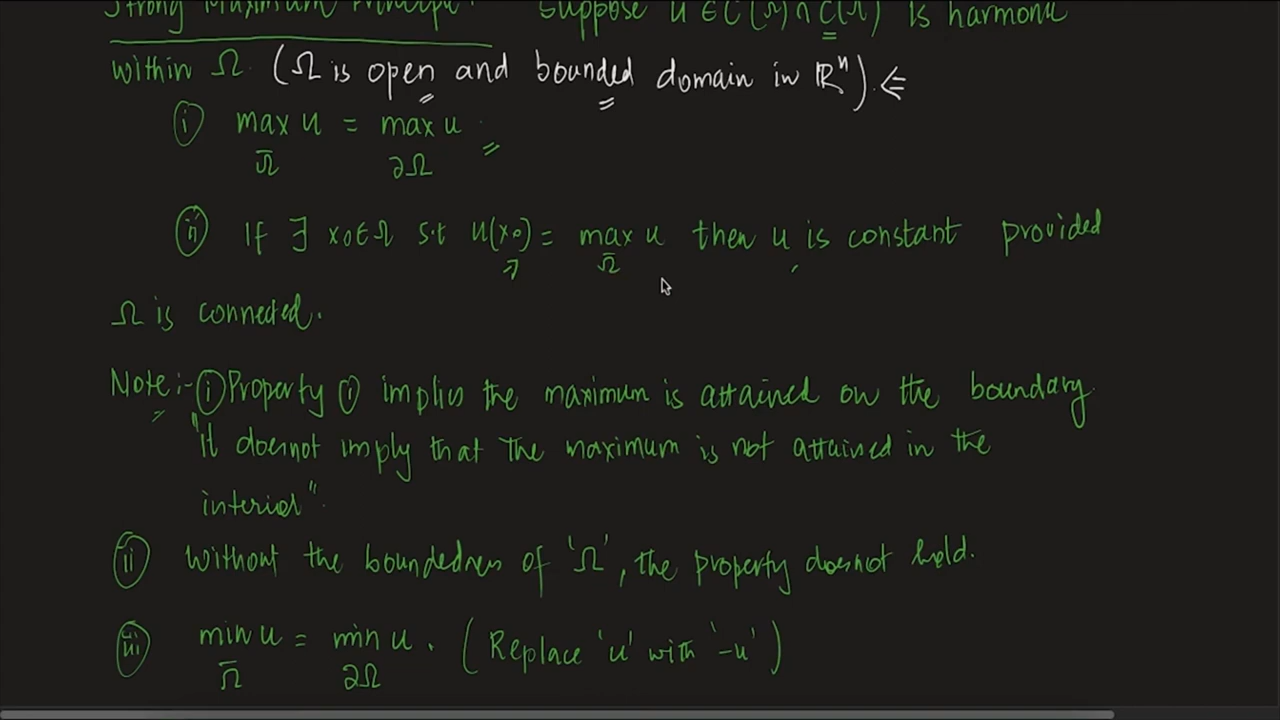 Strong Maximum Principle: Suppose u ∈ C²(Ω) ∩ C(Ω̄) is harmonic
within Ω. (Ω is open and bounded domain in ℝⁿ). ⇐
(i) max u = max u
Ω̄ ∂Ω
(ii) If ∃ x₀∈Ω s.t u(x₀) = max u then u is constant provided
Ω̄
Ω is connected.
Note:- (i) Property (i) implies the maximum is attained on the boundary.
"it doesnot imply that the maximum is not attained in the
interior".
(ii) Without the boundedness of 'Ω', the property doesnot hold.
(iii) min u = min u. (Replace 'u' with '-u')
Ω̄ ∂Ω